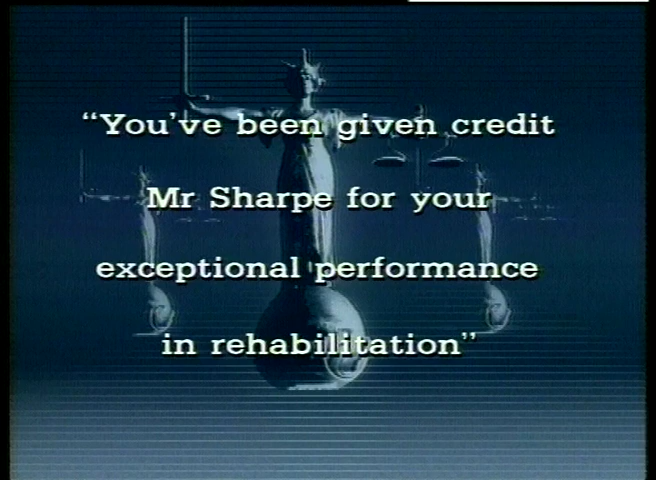 “You’ve been given credit
Mr Sharpe for your
exceptional performance
in rehabilitation”